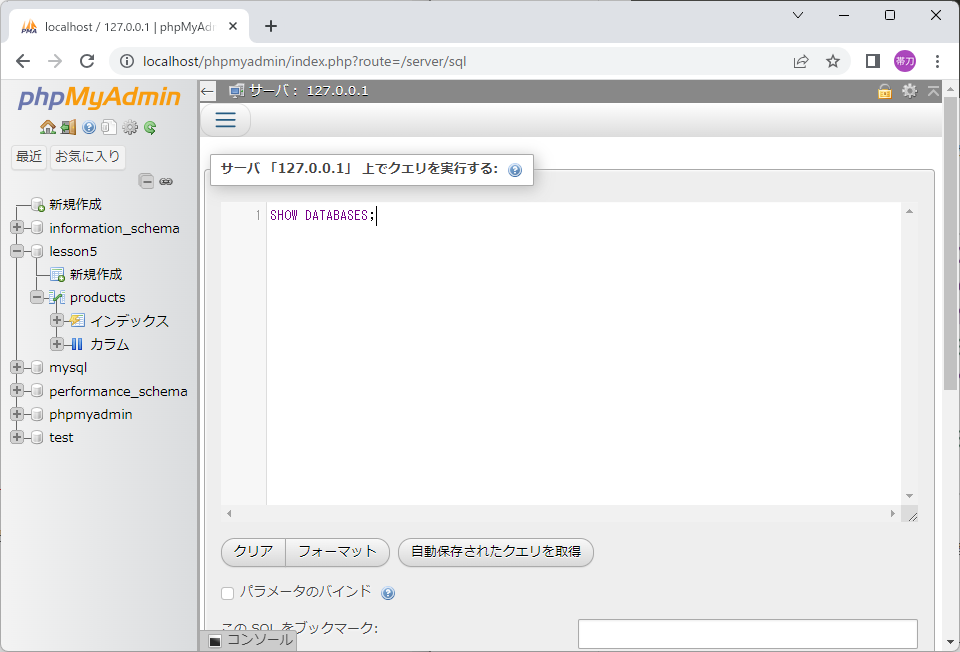 localhost / 127.0.0.1 | phpMyAd
localhost/phpmyadmin/index.php?route=/server/sql
帯刀
phpMyAdmin
最近 お気に入り
新規作成
information_schema
lesson5
新規作成
products
インデックス
カラム
mysql
performance_schema
phpmyadmin
test
サーバ: 127.0.0.1
サーバ 「127.0.0.1」 上でクエリを実行する:
1 SHOW DATABASES;
クリア フォーマット 自動保存されたクエリを取得
パラメータのバインド
この SQL をブックマーク:
コンソール